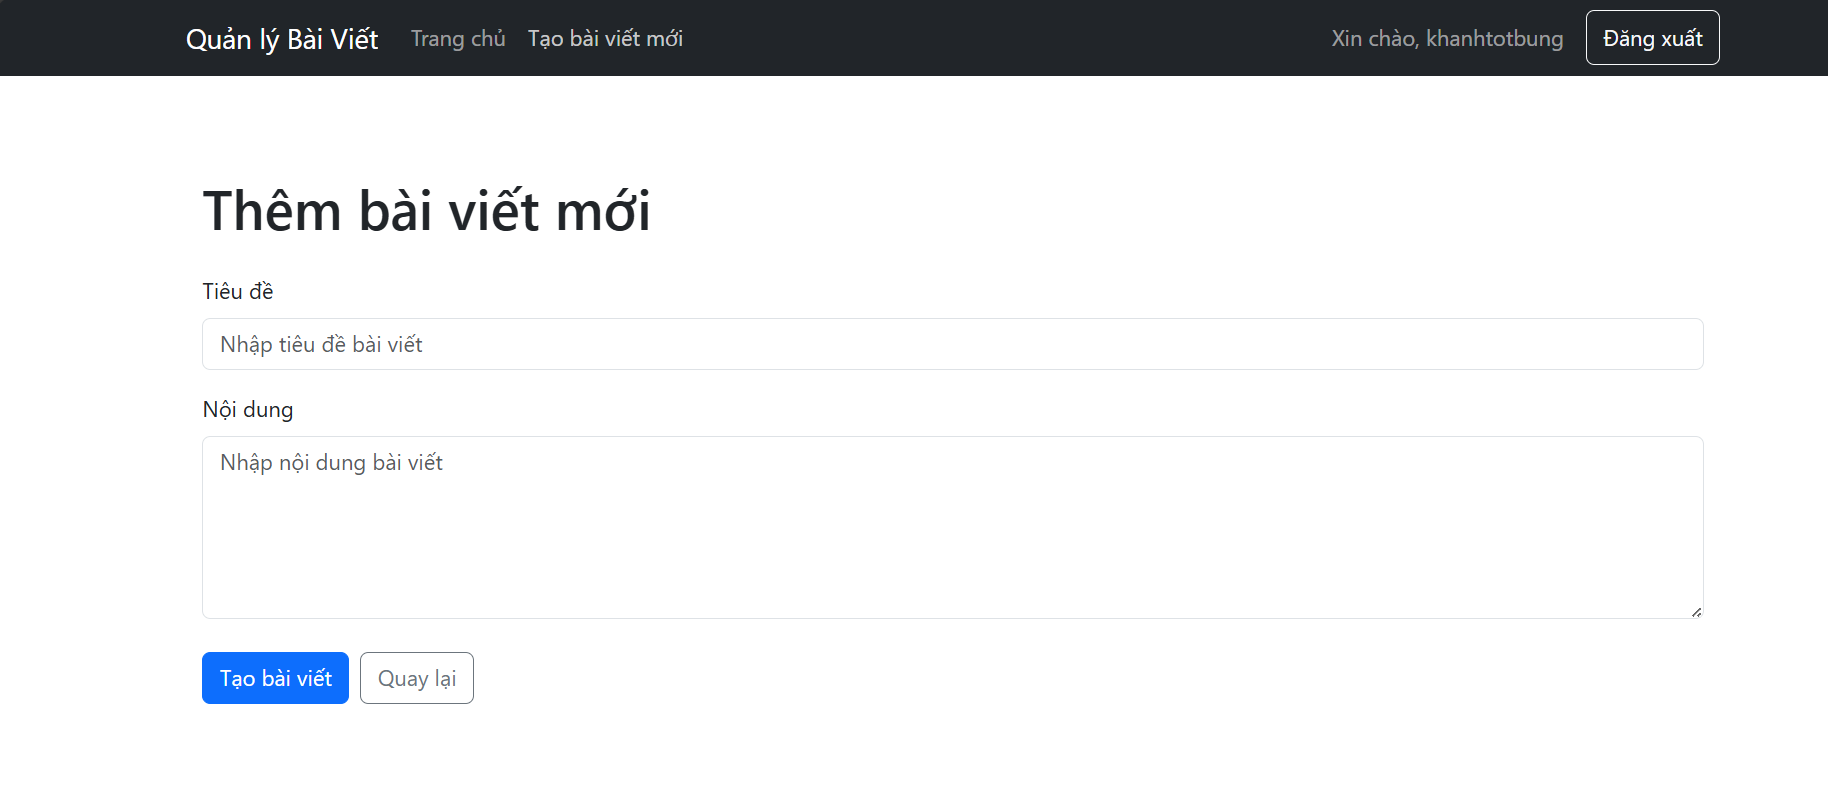 Quản lý Bài Viết Trang chủ Tạo bài viết mới Xin chào, khanhtotbung Đăng xuất
Thêm bài viết mới
Tiêu đề
Nhập tiêu đề bài viết
Nội dung
Nhập nội dung bài viết
Tạo bài viết Quay lại